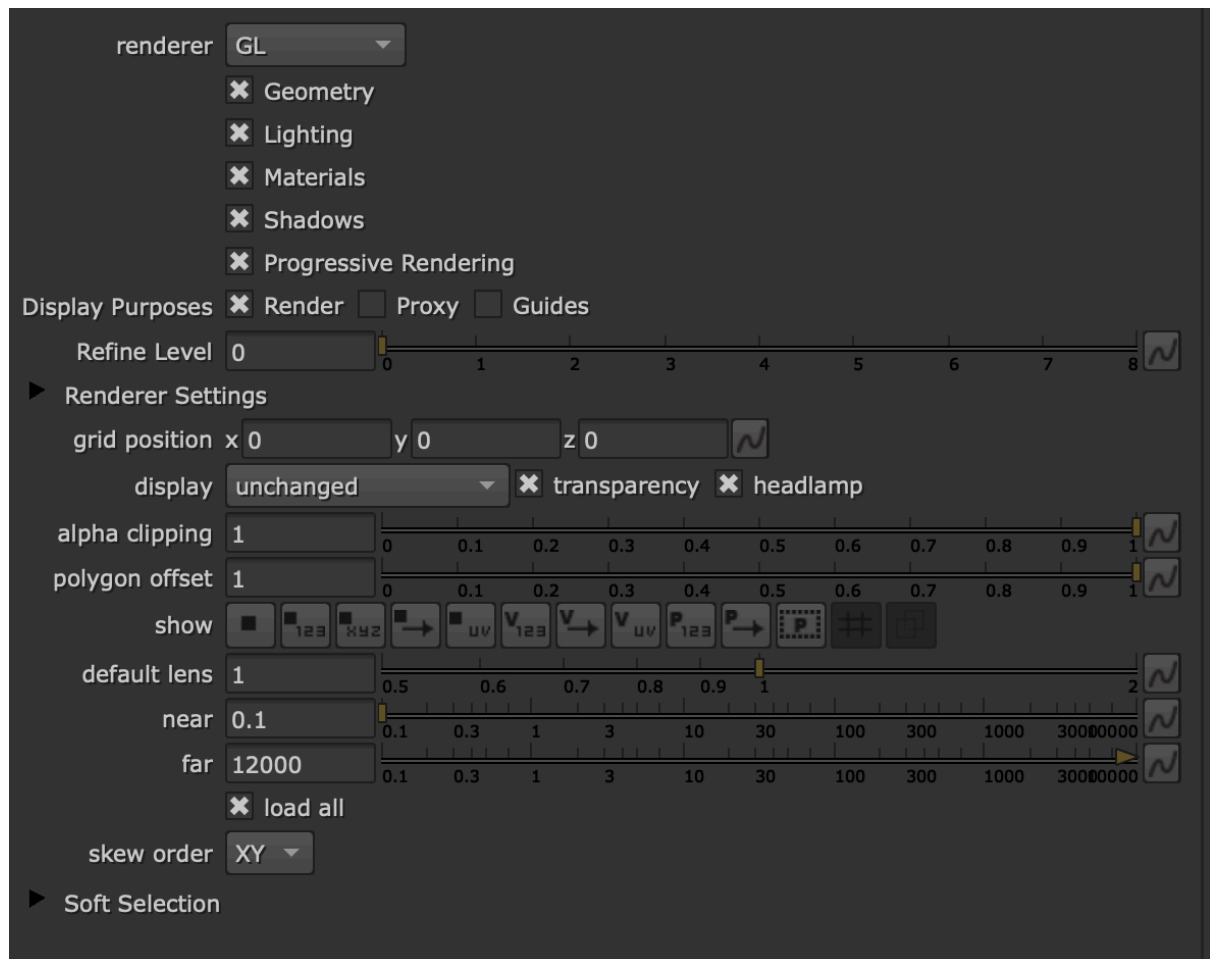 renderer GL
Geometry
Lighting
Materials
Shadows
Progressive Rendering
Display Purposes Render Proxy Guides
Refine Level 0
0 1 2 3 4 5 6 7 8
Renderer Settings
grid position x 0 y 0 z 0
display unchanged transparency headlamp
alpha clipping 1
0 0.1 0.2 0.3 0.4 0.5 0.6 0.7 0.8 0.9 1
polygon offset 1
0 0.1 0.2 0.3 0.4 0.5 0.6 0.7 0.8 0.9 1
show 123 xyz uv V123 V Vuv P123 P P
default lens 1
0.5 0.6 0.7 0.8 0.9 1 2
near 0.1
0.1 0.3 1 3 10 30 100 300 1000
far 12000
0.1 0.3 1 3 10 30 100 300 1000
load all
skew order XY
Soft Selection